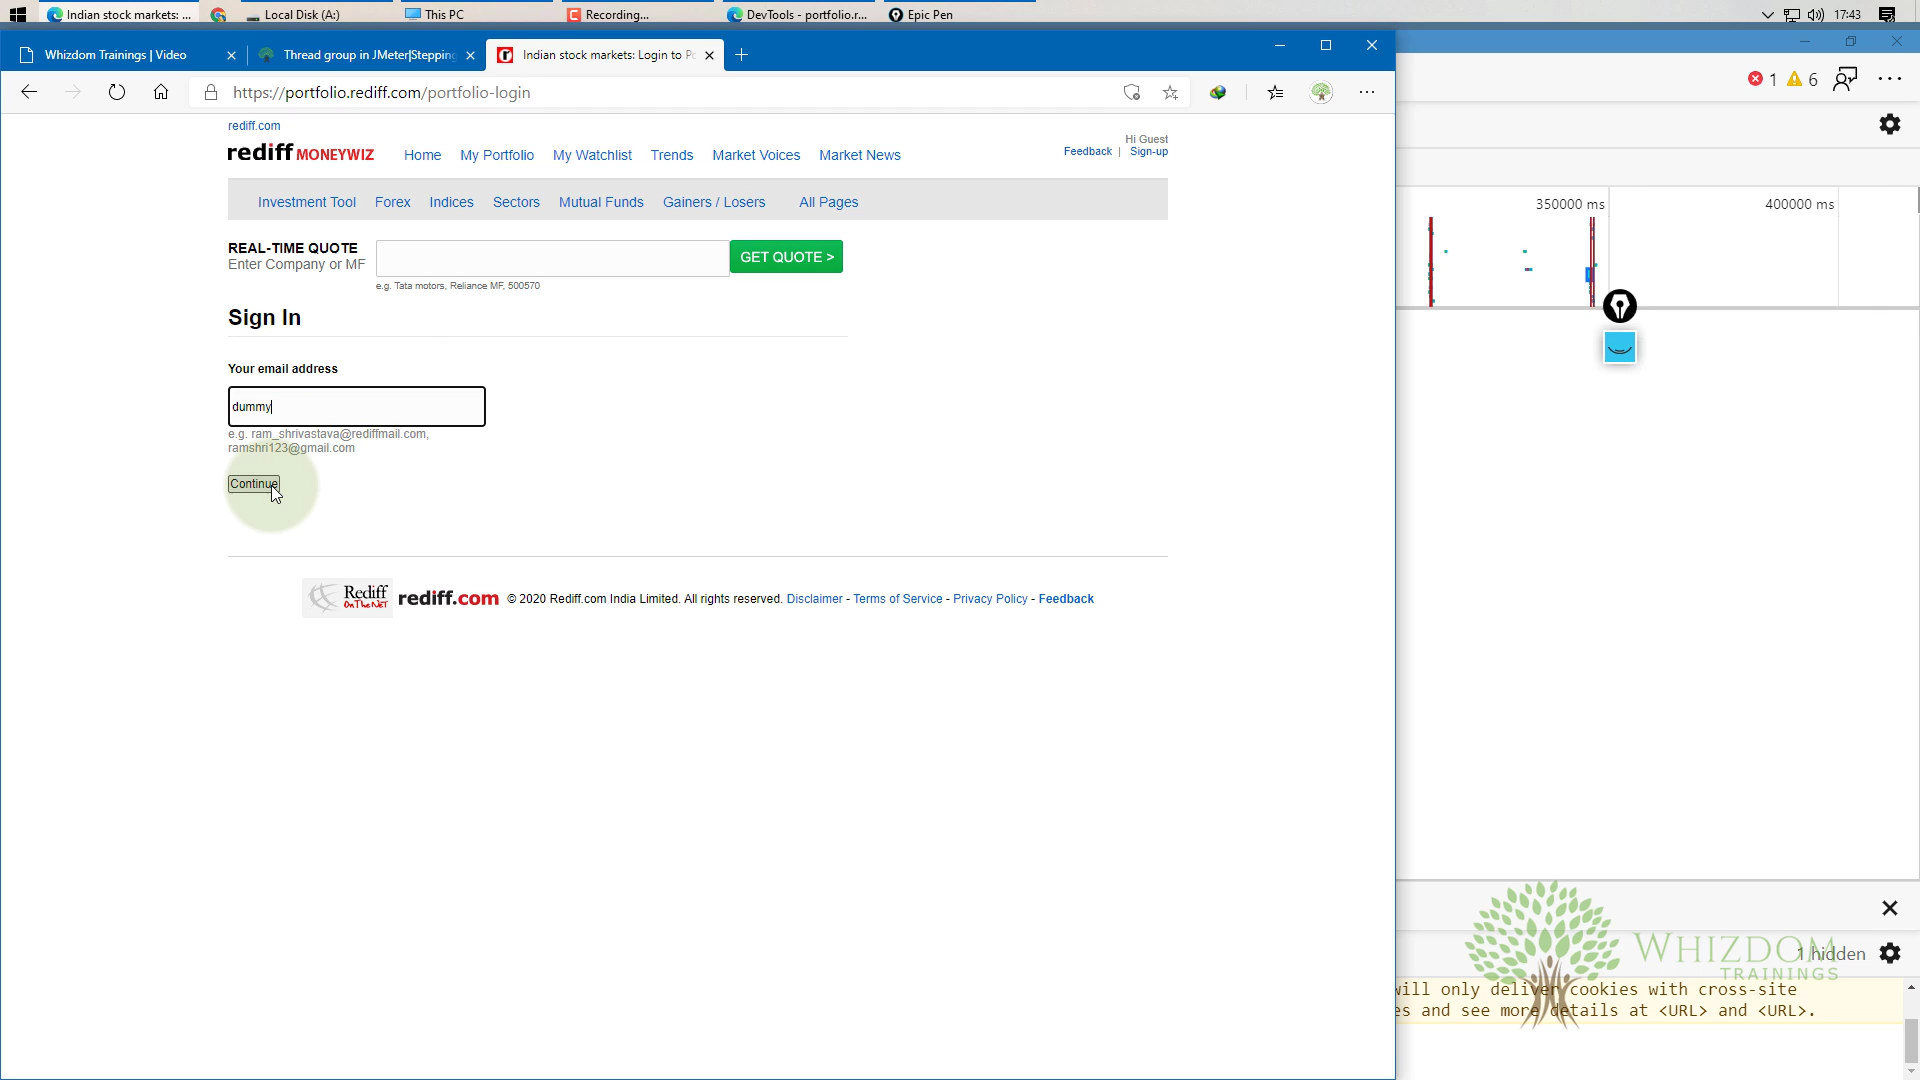 Indian stock markets: ...
Local Disk (A:)
This PC
Recording...
DevTools - portfolio.r...
Epic Pen
17:43
Whizdom Trainings | Video
Thread group in JMeter|Stepping
Indian stock markets: Login to Po
https://portfolio.rediff.com/portfolio-login
1
6
rediff.com
Hi Guest
rediff MONEYWIZ
Home
My Portfolio
My Watchlist
Trends
Market Voices
Market News
Feedback | Sign-up
Investment Tool
Forex
Indices
Sectors
Mutual Funds
Gainers / Losers
All Pages
350000 ms
400000 ms
REAL-TIME QUOTE
Enter Company or MF
GET QUOTE >
e.g. Tata motors, Reliance MF, 500570
Sign In
Your email address
dummy
e.g. ram_shrivastava@rediffmail.com,
ramshri123@gmail.com
Continue
Rediff
On The NeT
rediff.com © 2020 Rediff.com India Limited. All rights reserved. Disclaimer - Terms of Service - Privacy Policy - Feedback
WHIZDOM
TRAININGS
1 hidden
will only deliver cookies with cross-site
es and see more details at <URL> and <URL>.